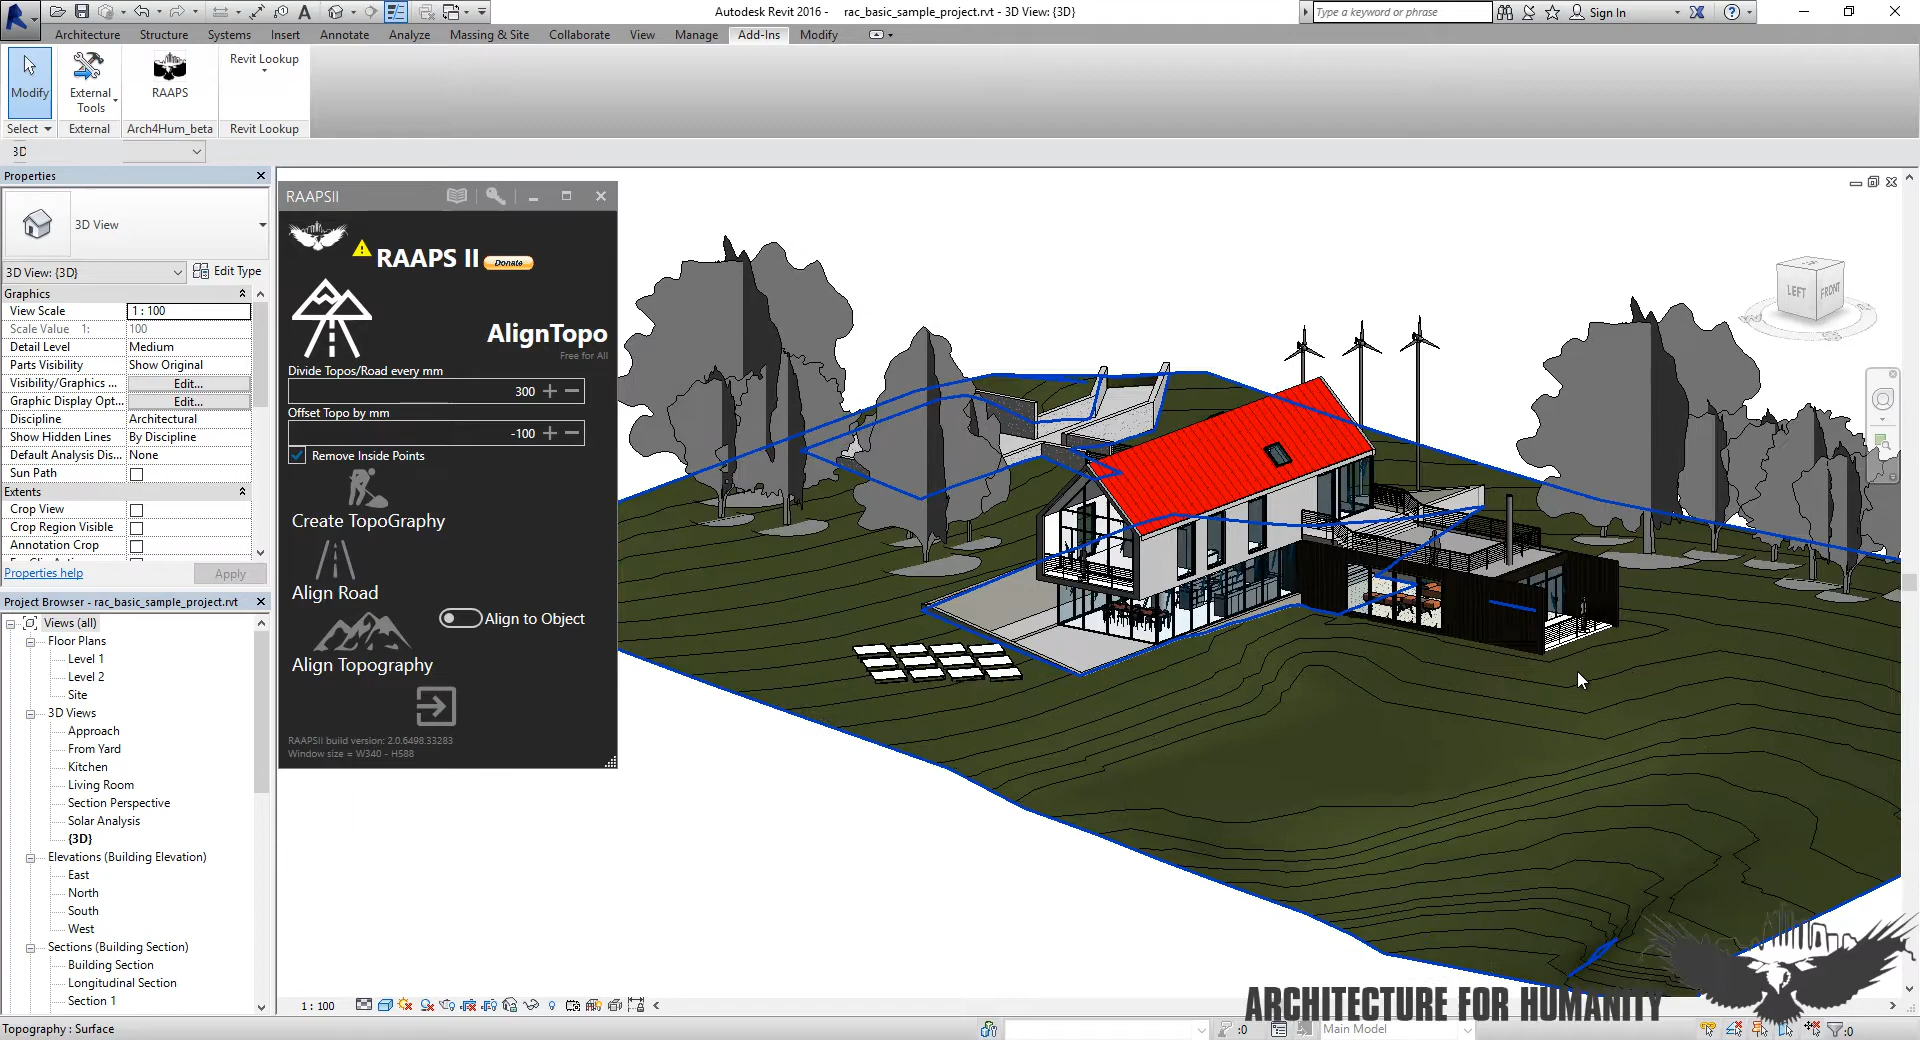 Autodesk Revit 2016 - rac_basic_sample_project.rvt - 3D View: {3D}
Type a keyword or phrase
Sign In
Architecture Structure Systems Insert Annotate Analyze Massing & Site Collaborate View Manage Add-Ins Modify
Modify
External Tools
RAAPS
Revit Lookup
Select External Arch4Hum_beta Revit Lookup
3D
Properties
3D View
3D View: {3D} Edit Type
Graphics
View Scale 1 : 100
Scale Value 1: 100
Detail Level Medium
Parts Visibility Show Original
Visibility/Graphics ... Edit...
Graphic Display Opt... Edit...
Discipline Architectural
Show Hidden Lines By Discipline
Default Analysis Dis... None
Sun Path
Extents
Crop View
Crop Region Visible
Annotation Crop
Properties help Apply
Project Browser - rac_basic_sample_project.rvt
Views (all)
Floor Plans
Level 1
Level 2
Site
3D Views
Approach
From Yard
Kitchen
Living Room
Section Perspective
Solar Analysis
{3D}
Elevations (Building Elevation)
East
North
South
West
Sections (Building Section)
Building Section
Longitudinal Section
Section 1
RAAPSII
RAAPS II Donate
AlignTopo
Free for All
Divide Topos/Road every mm
300
Offset Topo by mm
-100
Remove Inside Points
Create TopoGraphy
Align Road
Align to Object
Align Topography
RAAPSII build version: 2.0.6498.33283
Window size = W340 - H588
LEFT FRONT
1 : 100
ARCHITECTURE FOR HUMANITY
Topography : Surface
:0
Main Model
:0